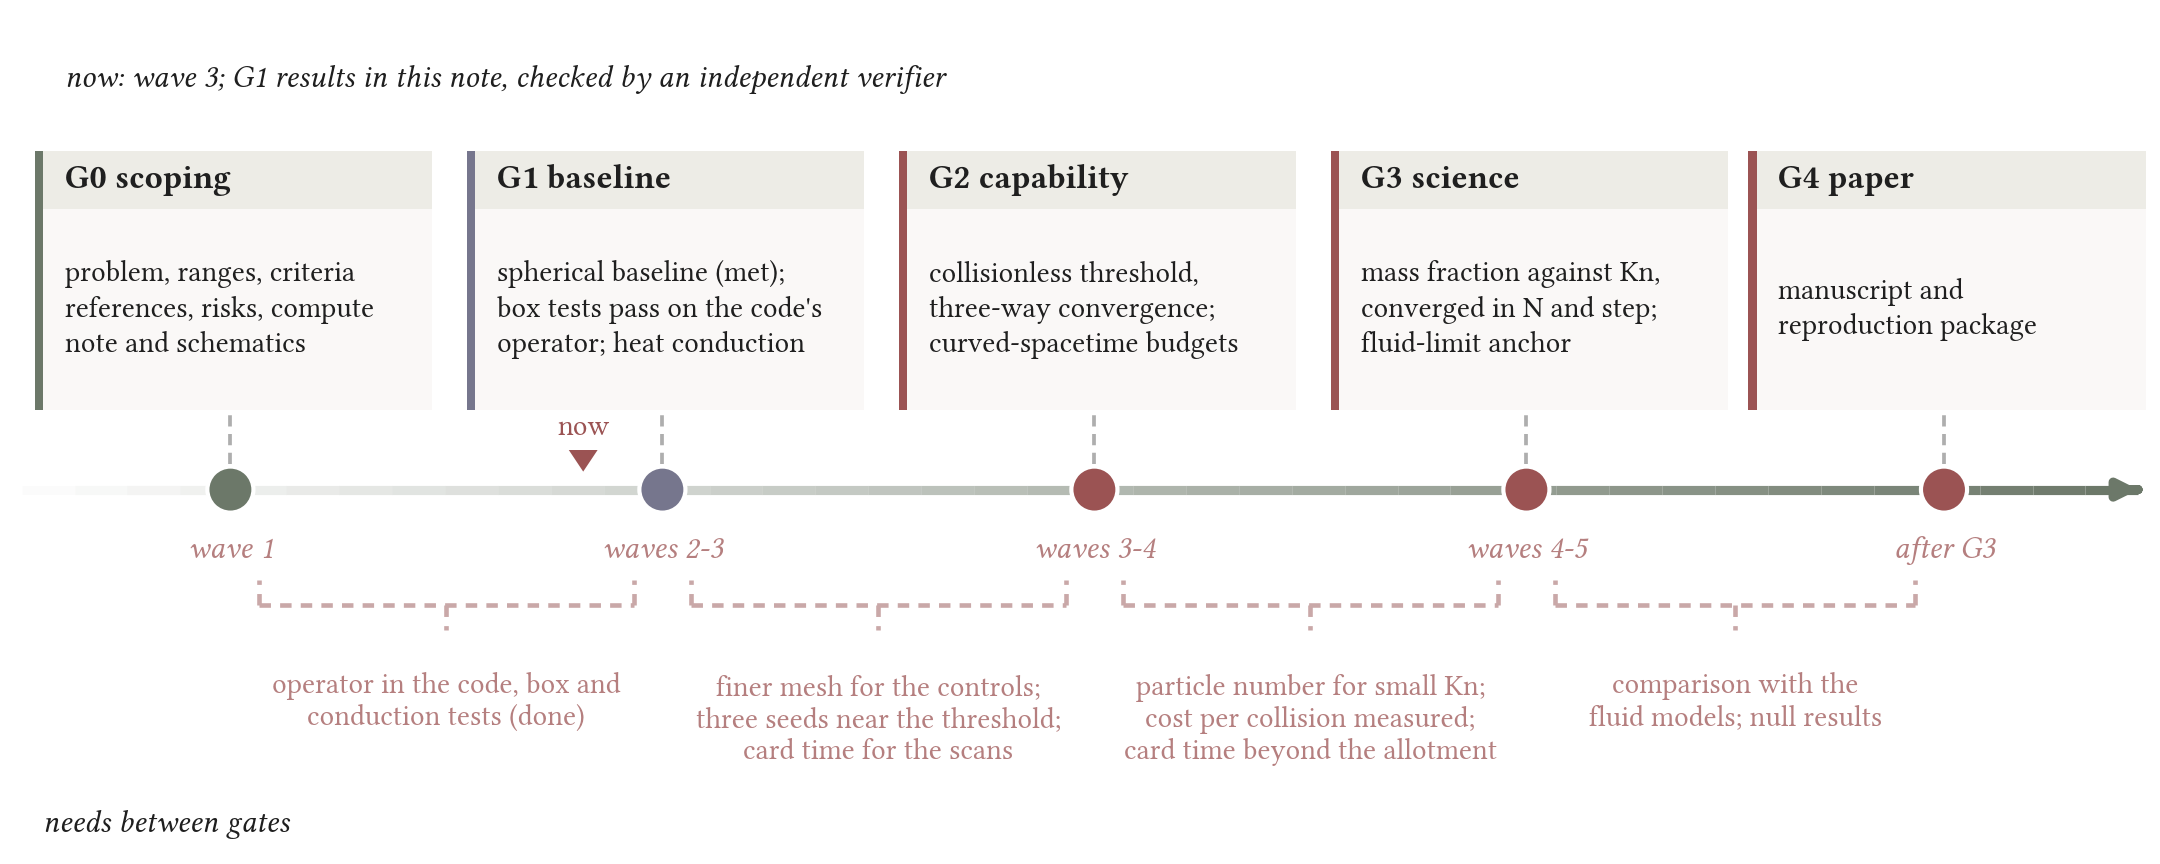 now: wave 3; G1 results in this note, checked by an independent verifier
G0 scoping
problem, ranges, criteria
references, risks, compute
note and schematics
G1 baseline
spherical baseline (met);
box tests pass on the code's
operator; heat conduction
G2 capability
collisionless threshold,
three-way convergence;
curved-spacetime budgets
G3 science
mass fraction against Kn,
converged in N and step;
fluid-limit anchor
G4 paper
manuscript and
reproduction package
now
wave 1
waves 2-3
waves 3-4
waves 4-5
after G3
operator in the code, box and
conduction tests (done)
finer mesh for the controls;
three seeds near the threshold;
card time for the scans
particle number for small Kn;
cost per collision measured;
card time beyond the allotment
comparison with the
fluid models; null results
needs between gates